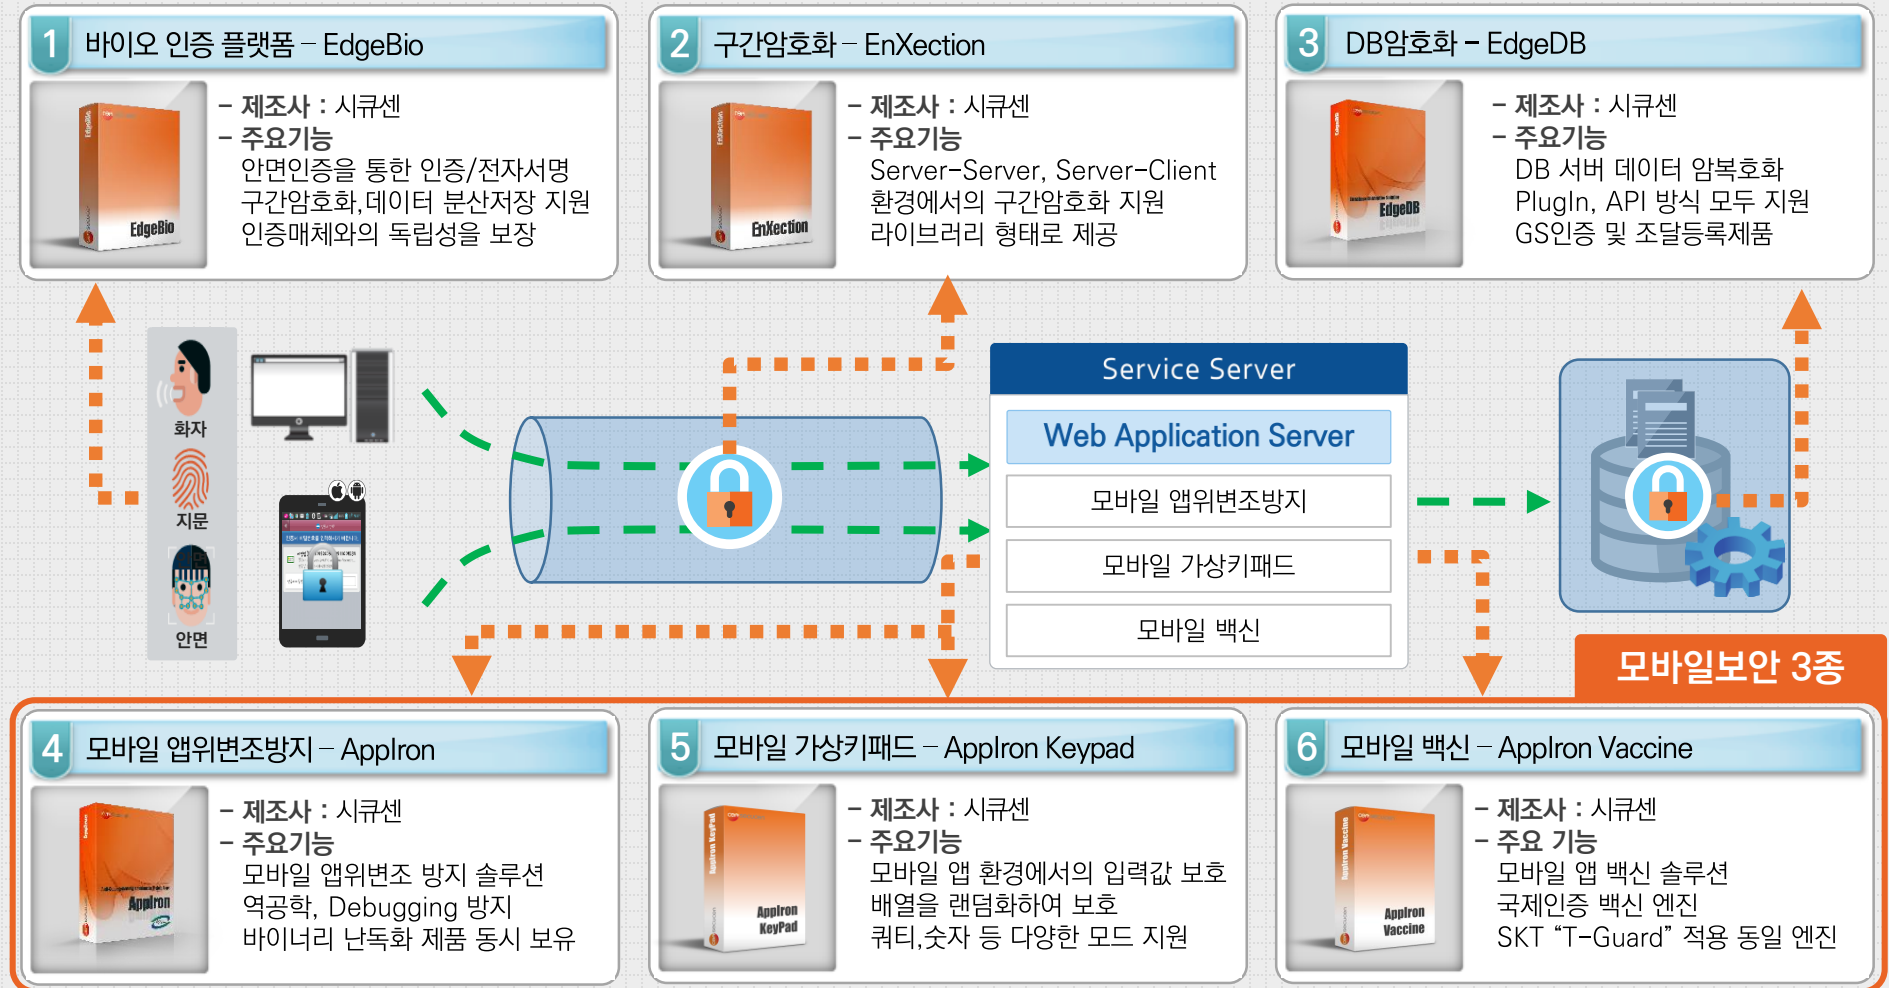 1 바이오 인증 플랫폼 – EdgeBio
EdgeBio
EdgeBio
- 제조사 : 시큐센
- 주요기능
안면인증을 통한 인증/전자서명
구간암호화,데이터 분산저장 지원
인증매체와의 독립성을 보장
2 구간암호화 – EnXection
EnXection
EnXection
- 제조사 : 시큐센
- 주요기능
Server-Server, Server-Client
환경에서의 구간암호화 지원
라이브러리 형태로 제공
3 DB암호화 – EdgeDB
EdgeDB
EdgeDB
- 제조사 : 시큐센
- 주요기능
DB 서버 데이터 암복호화
PlugIn, API 방식 모두 지원
GS인증 및 조달등록제품
화자
지문
안면
Service Server
Web Application Server
모바일 앱위변조방지
모바일 가상키패드
모바일 백신
모바일보안 3종
4 모바일 앱위변조방지 – AppIron
AppIron
- 제조사 : 시큐센
- 주요기능
모바일 앱위변조 방지 솔루션
역공학, Debugging 방지
바이너리 난독화 제품 동시 보유
5 모바일 가상키패드 – AppIron Keypad
AppIron KeyPad
AppIron
KeyPad
- 제조사 : 시큐센
- 주요기능
모바일 앱 환경에서의 입력값 보호
배열을 랜덤화하여 보호
쿼티,숫자 등 다양한 모드 지원
6 모바일 백신 – AppIron Vaccine
AppIron Vaccine
AppIron
Vaccine
- 제조사 : 시큐센
- 주요 기능
모바일 앱 백신 솔루션
국제인증 백신 엔진
SKT “T-Guard” 적용 동일 엔진